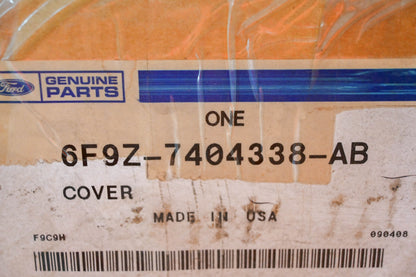 Ford GENUINE
PARTS
ONE
6F9Z-7404338-AB
COVER
MADE IN USA
F9C9H 090408